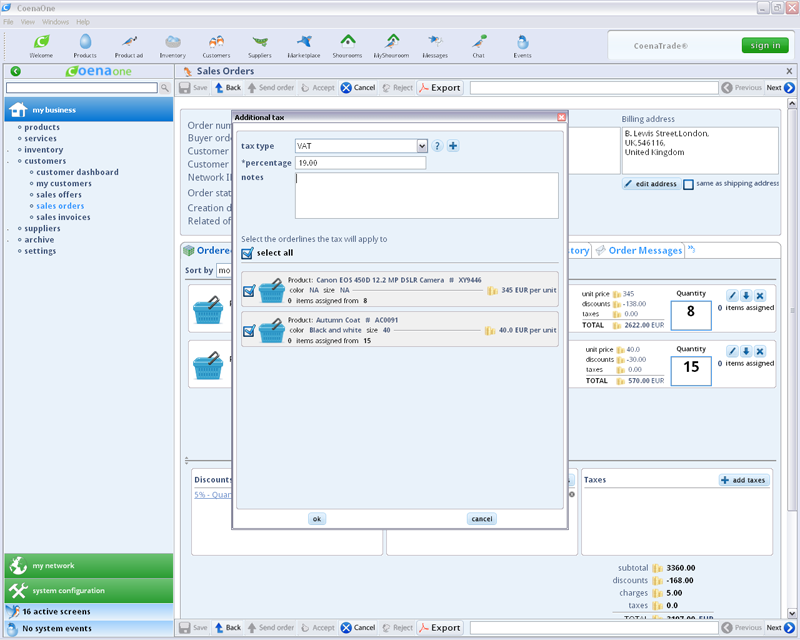 CoenaOne
File View Windows Help
Welcome Products Product ad Inventory Customers Suppliers Marketplace Showrooms MyShowroom Messages Chat Events
CoenaTrade®
sign in
Coenaone
Sales Orders
Save Back Send order Accept Cancel Reject Export Previous Next
my business
products
services
inventory
customers
customer dashboard
my customers
sales offers
sales orders
sales invoices
suppliers
archive
settings
my network
system configuration
16 active screens
No system events
Order num
Buyer orde
Customer
Customer
Network I
Order stat
Creation d
Related of
Billing address
B. Lewis Street,London,
UK,546116,
United Kingdom
edit address
same as shipping address
Ordere
tory
Order Messages
Sort by mo
Additional tax
tax type VAT
*percentage 19.00
notes
Select the orderlines the tax will apply to
select all
Product: Canon EOS 450D 12.2 MP DSLR Camera # XY9446
color NA size NA 345 EUR per unit
0 items assigned from 8
Product: Autumn Coat # AC0091
color Black and white size 40 40.0 EUR per unit
0 items assigned from 15
ok cancel
unit price 345
discounts -138.00
taxes 0.00
TOTAL 2622.00 EUR
Quantity
8
0 items assigned
unit price 40.0
discounts -30.00
taxes 0.00
TOTAL 570.00 EUR
Quantity
15
0 items assigned
Discounts
5% - Quan
Taxes
add taxes
subtotal 3360.00
discounts -168.00
charges 5.00
taxes 0.0
TOTAL 3197.00 EUR
Save Back Send order Accept Cancel Reject Export Previous Next